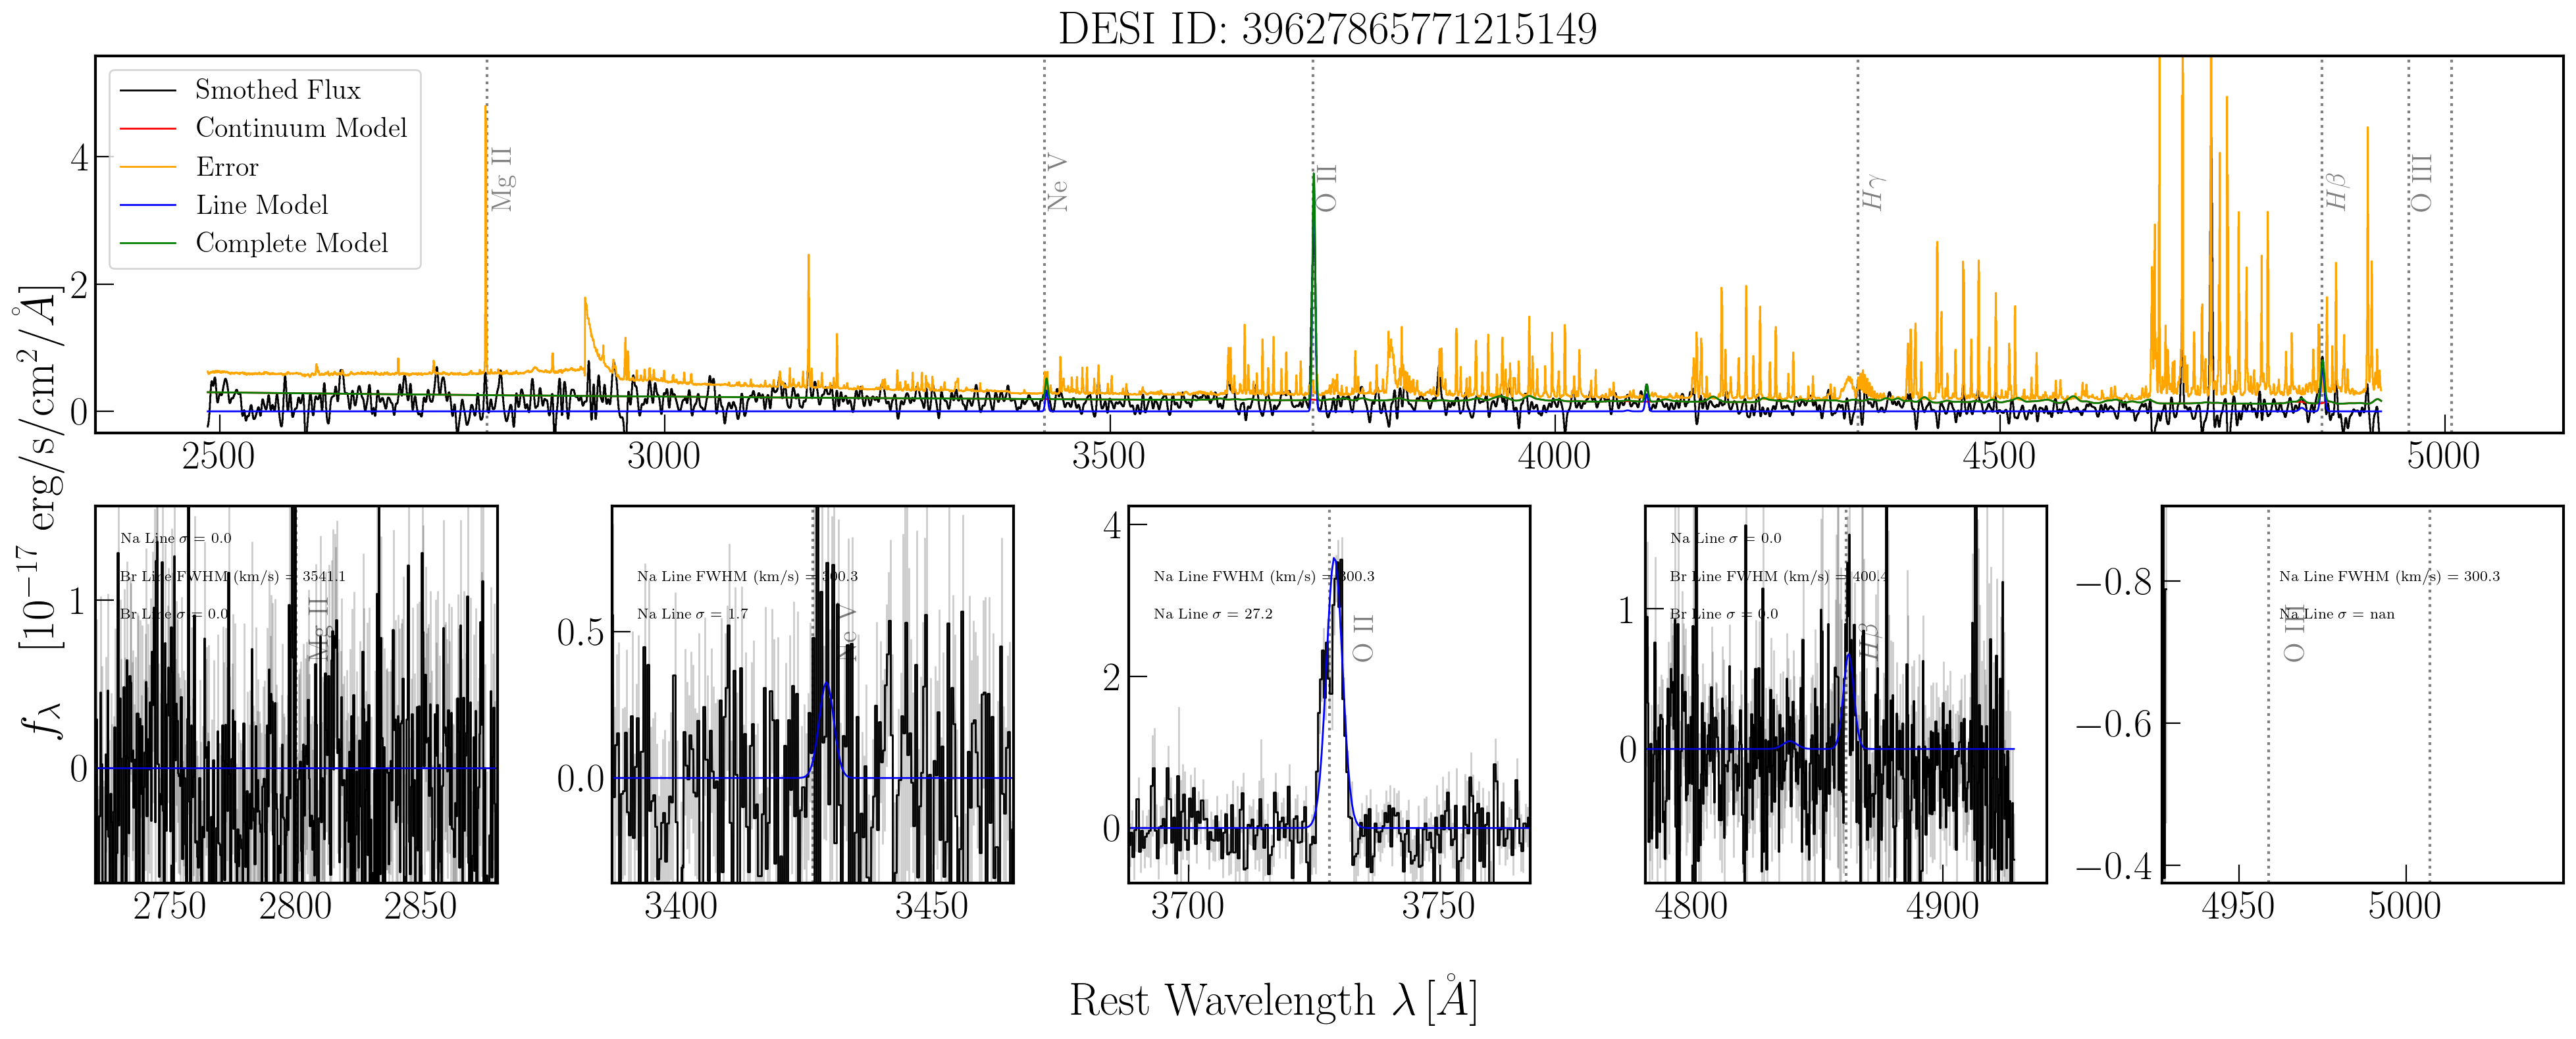 DESI ID: 39627865771215149
Smothed Flux
Continuum Model
Error
Line Model
Complete Model
Mg II
Ne V
O II
Hγ
Hβ
O III
4
2
0
2500 3000 3500 4000 4500 5000
fλ [10−17 erg/s/cm2/Å]
Na Line σ = 0.0
Br Line FWHM (km/s) = 3541.1
Br Line σ = 0.0
Mg II
1
0
2750 2800 2850
Na Line FWHM (km/s) = 300.3
Na Line σ = 1.7
Ne V
0.5
0.0
3400 3450
Na Line FWHM (km/s) = 300.3
Na Line σ = 27.2
O II
4
2
0
3700 3750
Na Line σ = 0.0
Br Line FWHM (km/s) = 400.4
Br Line σ = 0.0
Hβ
1
0
4800 4900
Na Line FWHM (km/s) = 300.3
Na Line σ = nan
O III
−0.8
−0.6
−0.4
4950 5000
Rest Wavelength λ [Å]